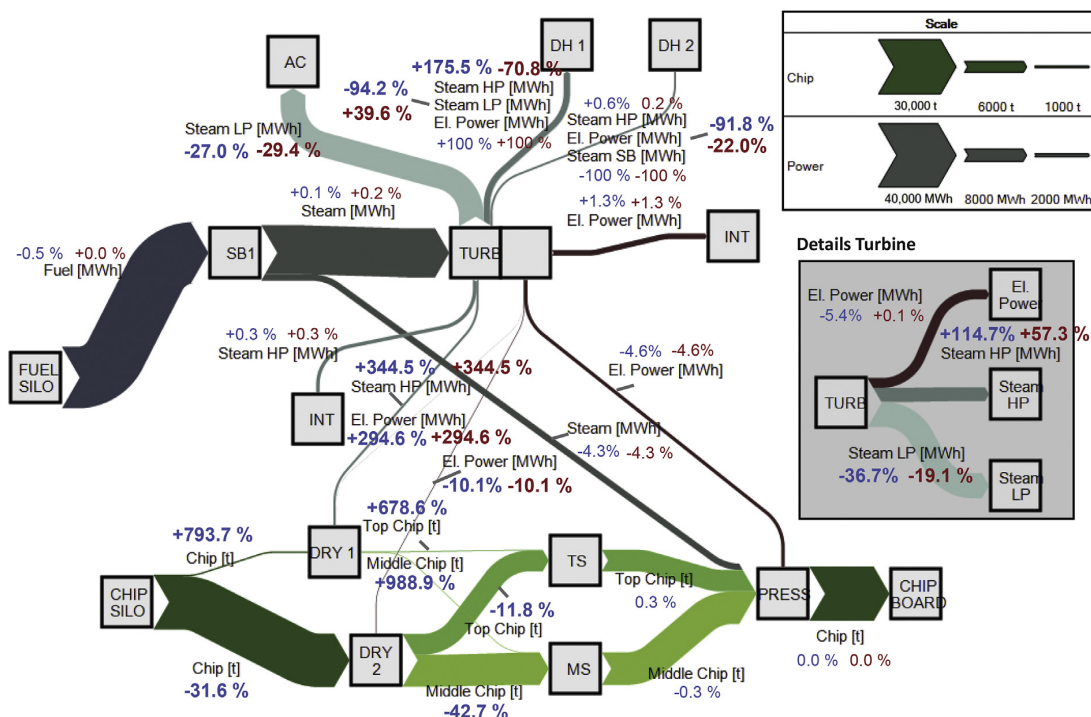 AC
DH 1
DH 2
+175.5 % -70.8 %
-94.2 %
+39.6 %
Steam HP [MWh]
Steam LP [MWh]
El. Power [MWh]
+100 % +100 %
+0.6% 0.2 %
Steam HP [MWh]
El. Power [MWh]
Steam SB [MWh]
-100 % -100 %
-91.8 %
-22.0%
Steam LP [MWh]
-27.0 % -29.4 %
+0.1 % +0.2 %
Steam [MWh]
+1.3 % +1.3 %
El. Power [MWh]
-0.5 % +0.0 %
Fuel [MWh]
SB1
TURB
INT
+0.3 % +0.3 %
Steam HP [MWh]
FUEL
SILO
+344.5 % +344.5 %
Steam HP [MWh]
-4.6% -4.6%
El. Power [MWh]
INT
El. Power [MWh]
+294.6 % +294.6 %
Steam [MWh]
-4.3% -4.3 %
El. Power [MWh]
-10.1% -10.1 %
+678.6 %
Top Chip [t]
+793.7 %
Chip [t]
DRY 1
Middle Chip [t]
+988.9 %
TS
Top Chip [t]
0.3 %
CHIP
SILO
-11.8 %
Top Chip [t]
PRESS
CHIP
BOARD
Chip [t]
0.0 % 0.0 %
Chip [t]
-31.6 %
DRY
2
MS
Middle Chip [t]
-42.7 %
Middle Chip [t]
-0.3 %
Scale
Chip
30,000 t 6000 t 1000 t
Power
40,000 MWh 8000 MWh 2000 MWh
Details Turbine
El. Power [MWh]
-5.4% +0.1 %
El.
Power
+114.7% +57.3 %
Steam HP [MWh]
TURB
Steam
HP
Steam LP [MWh]
-36.7% -19.1 %
Steam
LP